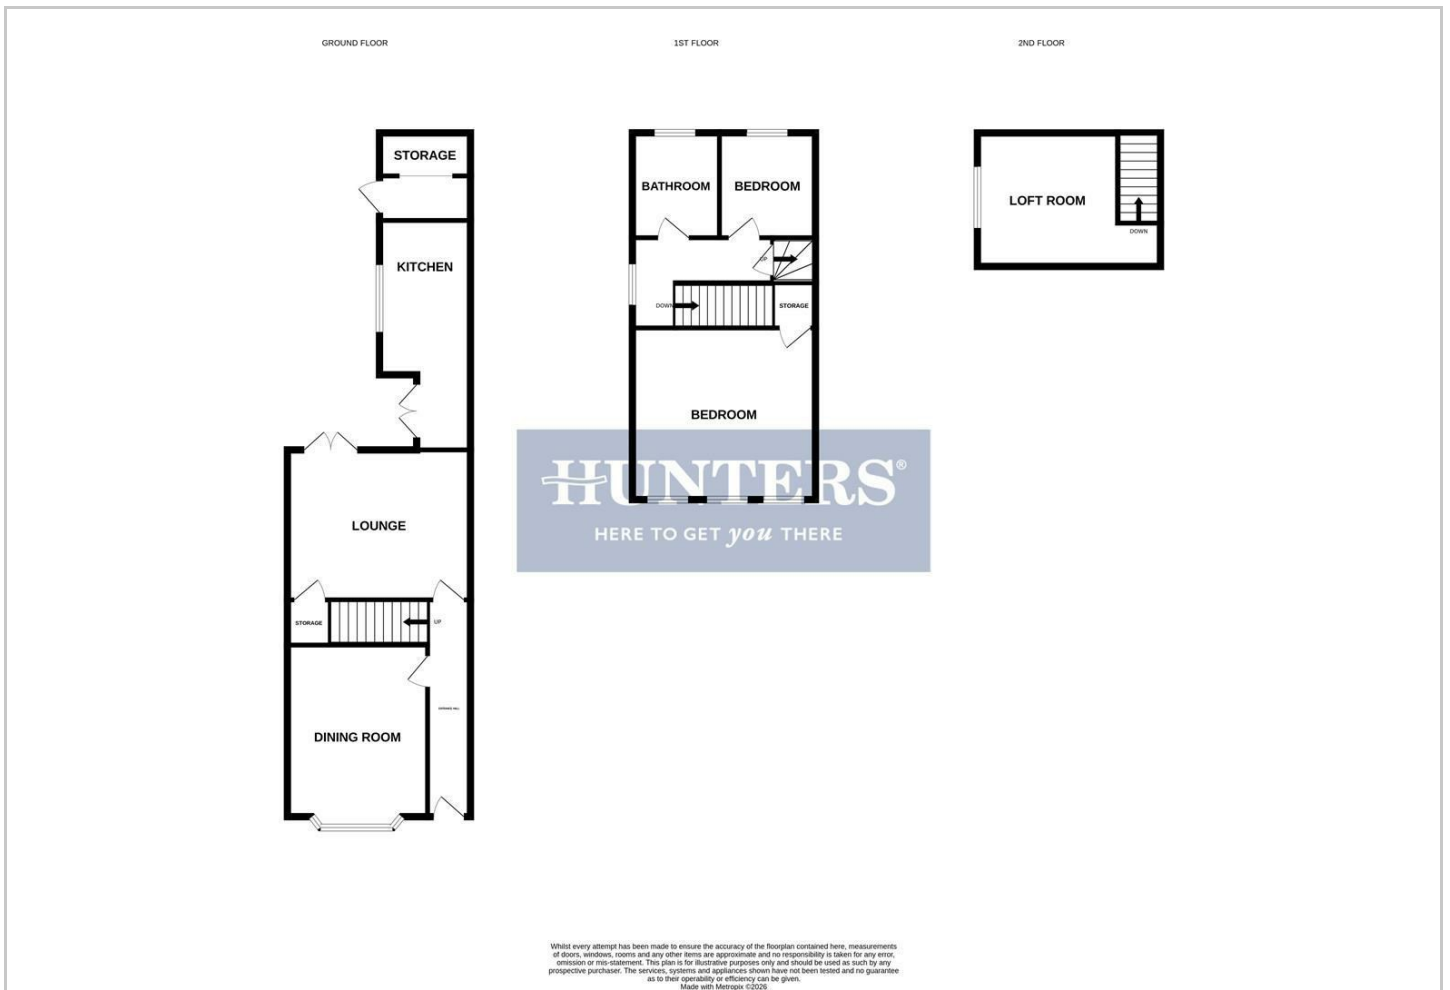 GROUND FLOOR
1ST FLOOR
2ND FLOOR
STORAGE
KITCHEN
LOUNGE
STORAGE
UP
DINING ROOM
BATHROOM
BEDROOM
UP
DOWN
STORAGE
BEDROOM
LOFT ROOM
DOWN
HUNTERS®
HERE TO GET you THERE
Whilst every attempt has been made to ensure the accuracy of the floorplan contained here, measurements
of doors, windows, rooms and any other items are approximate and no responsibility is taken for any error,
omission or mis-statement. This plan is for illustrative purposes only and should be used as such by any
prospective purchaser. The services, systems and appliances shown have not been tested and no guarantee
as to their operability or efficiency can be given.
Made with Metropix ©2026